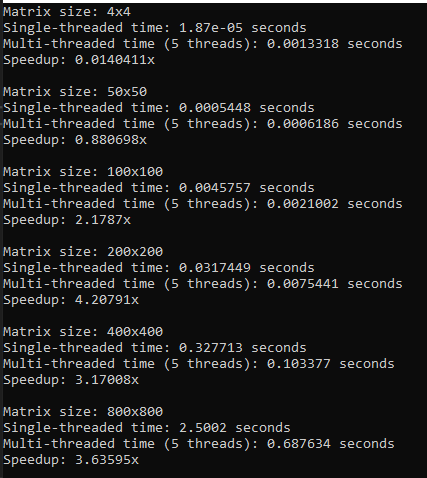 Matrix size: 4x4
Single-threaded time: 1.87e-05 seconds
Multi-threaded time (5 threads): 0.0013318 seconds
Speedup: 0.0140411x
Matrix size: 50x50
Single-threaded time: 0.0005448 seconds
Multi-threaded time (5 threads): 0.0006186 seconds
Speedup: 0.880698x
Matrix size: 100x100
Single-threaded time: 0.0045757 seconds
Multi-threaded time (5 threads): 0.0021002 seconds
Speedup: 2.1787x
Matrix size: 200x200
Single-threaded time: 0.0317449 seconds
Multi-threaded time (5 threads): 0.0075441 seconds
Speedup: 4.20791x
Matrix size: 400x400
Single-threaded time: 0.327713 seconds
Multi-threaded time (5 threads): 0.103377 seconds
Speedup: 3.17008x
Matrix size: 800x800
Single-threaded time: 2.5002 seconds
Multi-threaded time (5 threads): 0.687634 seconds
Speedup: 3.63595x